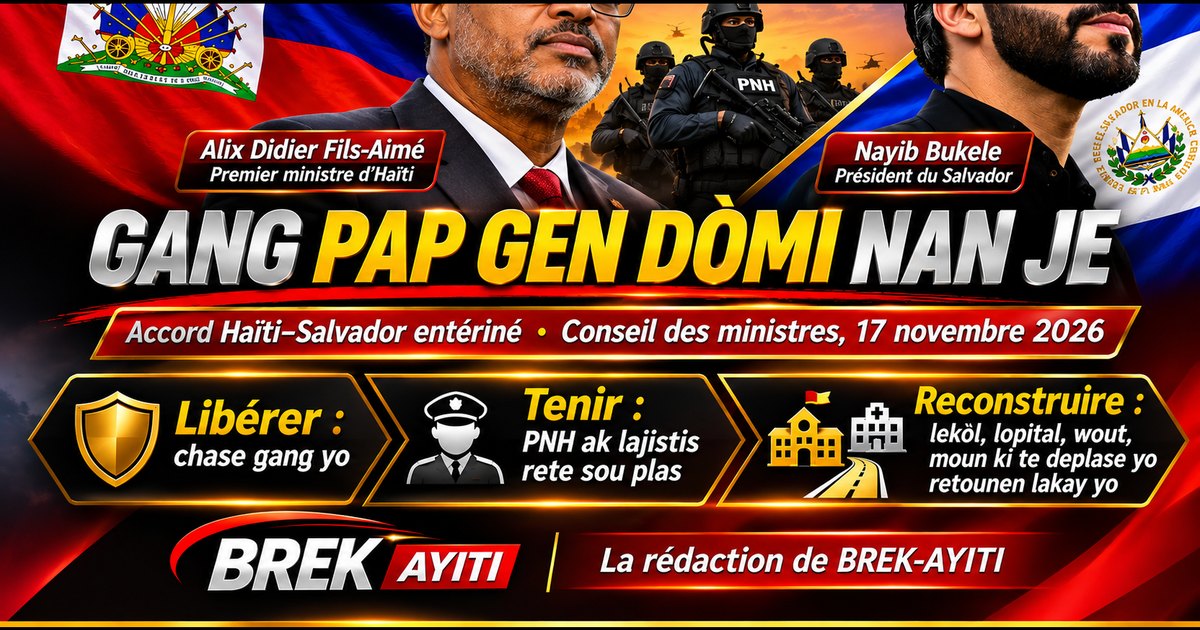 PNH
Alix Didier Fils-Aimé
Premier ministre d'Haïti
Nayib Bukele
Président du Salvador
GANG PAP GEN DÒMI NAN JE
Accord Haïti–Salvador entériné • Conseil des ministres, 17 novembre 2026
Libérer :
chase gang yo
Tenir :
PNH ak lajistis
rete sou plas
Reconstruire :
lekòl, lopital, wout,
moun ki te deplase yo
retounen lakay yo
BREK AYITI
La rédaction de BREK-AYITI